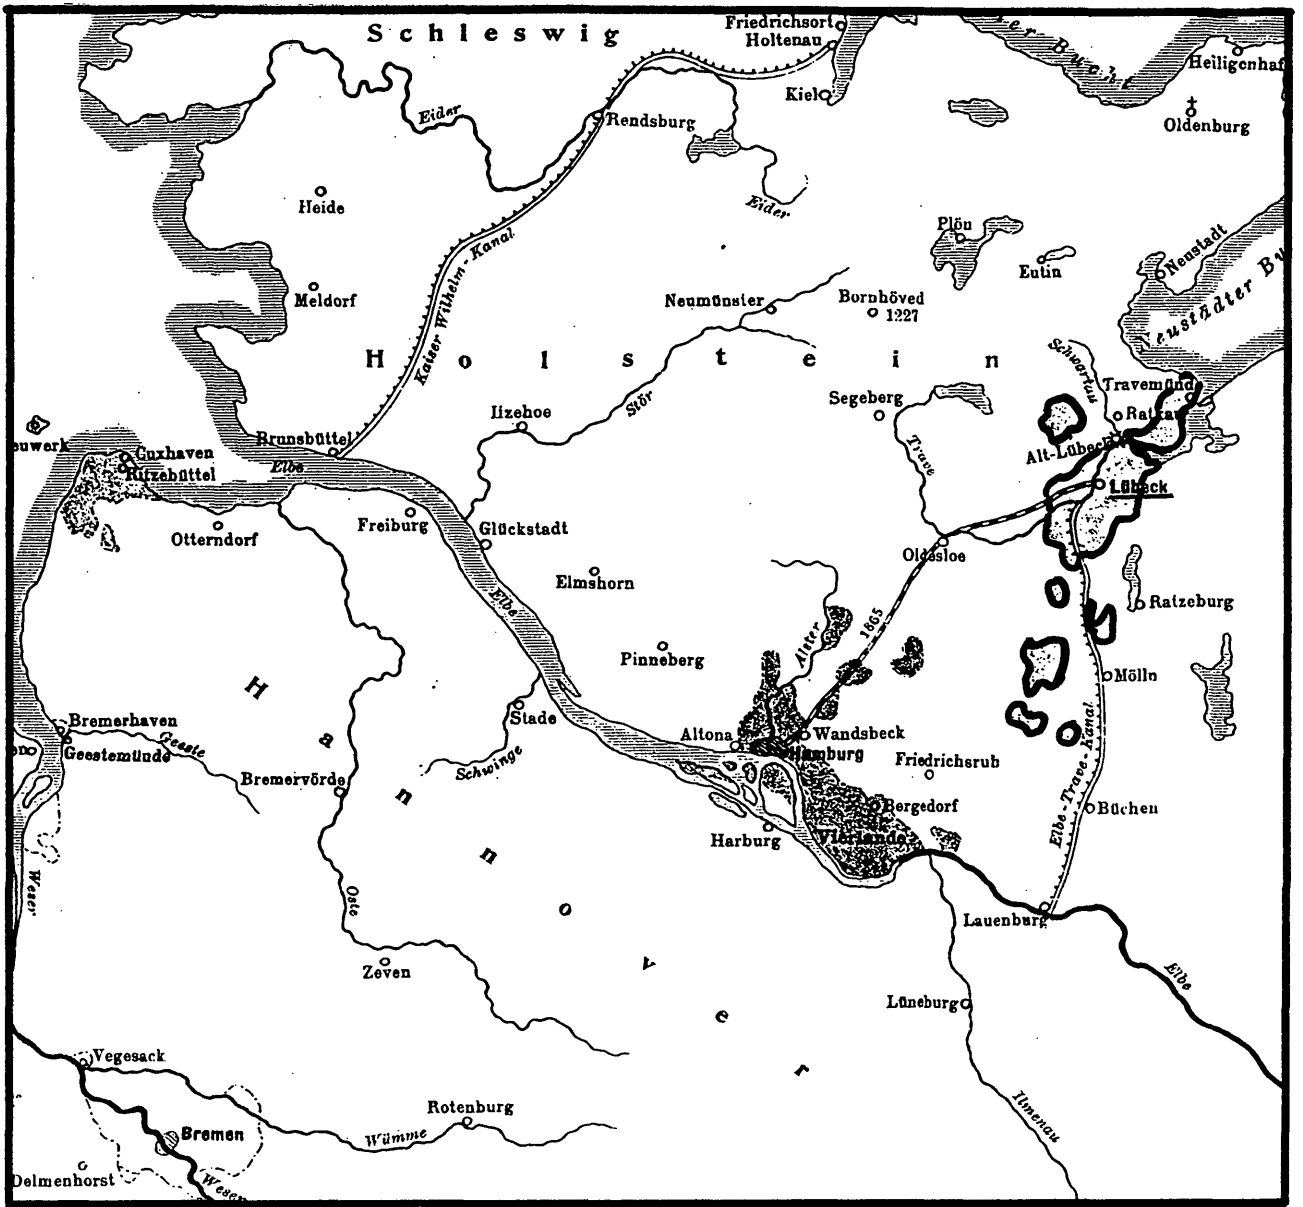 Schleswig
Friedrichsort
Holtenau
Kiel
Heiligenhaf
Oldenburg
Eider
Rendsburg
Heide
Eider
Plön
Eutin
Neustadt
Kaiser Wilhelm-Kanal
Meldorf
Neumünster
Bornhöved
1227
Holstein
Schwartau
Travemünd
Segeberg
Stör
Itzehoe
Trave
Alt-Lübeck
Lübeck
euwerk
Cuxhaven
Ritzebüttel
Brunsbüttel
Elbe
Otterndorf
Freiburg
Glückstadt
Oldesloe
Elmshorn
Elbe
Ratzeburg
1865
Alster
Pinneberg
Mölln
Hannover
Bremerhaven
Geeste
Geestemünde
Stade
Schwinge
Bremervörde
Altona
Wandsbeck
Hamburg
Friedrichsruh
Elbe-Trave-Kanal
Büchen
Bergedorf
Vierlande
Harburg
Weser
Oste
Lauenburg
Elbe
Zeven
Lüneburg
Ilmenau
Vegesack
Rotenburg
Wümme
Bremen
Delmenhorst
Weser